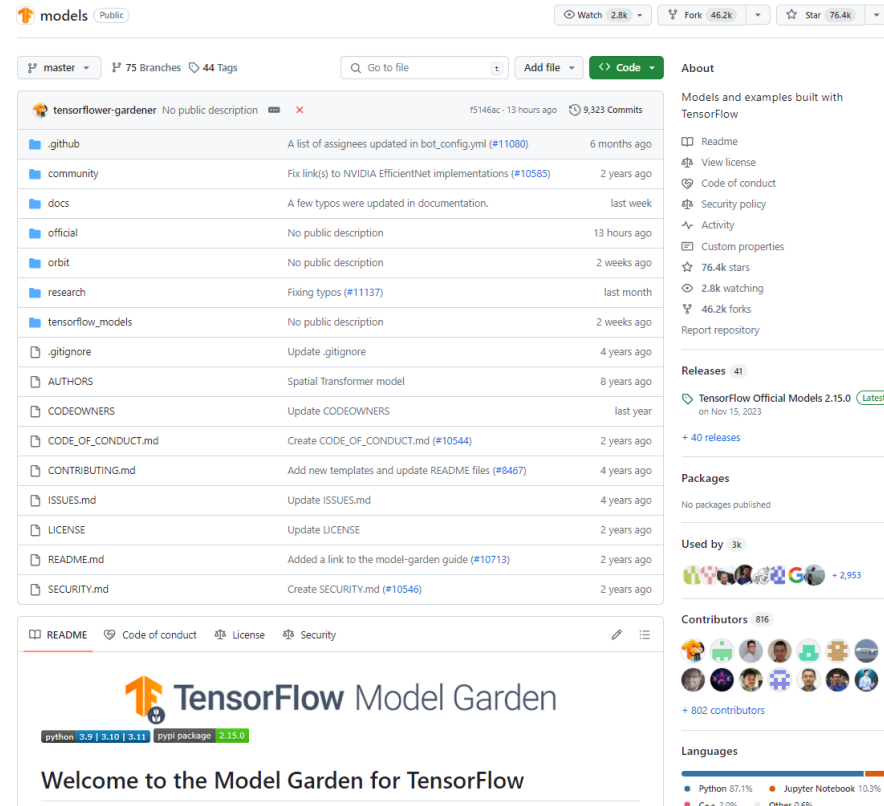 models Public
Watch 2.8k
Fork 46.2k
Star 76.4k
master
75 Branches
44 Tags
Go to file t
Add file
Code
tensorflower-gardener No public description f5146ac · 13 hours ago 9,323 Commits
.github A list of assignees updated in bot_config.yml (#11080) 6 months ago
community Fix link(s) to NVIDIA EfficientNet implementations (#10585) 2 years ago
docs A few typos were updated in documentation. last week
official No public description 13 hours ago
orbit No public description 2 weeks ago
research Fixing typos (#11137) last month
tensorflow_models No public description 2 weeks ago
.gitignore Update .gitignore 4 years ago
AUTHORS Spatial Transformer model 8 years ago
CODEOWNERS Update CODEOWNERS last year
CODE_OF_CONDUCT.md Create CODE_OF_CONDUCT.md (#10544) 2 years ago
CONTRIBUTING.md Add new templates and update README files (#8467) 4 years ago
ISSUES.md Update ISSUES.md 4 years ago
LICENSE Update LICENSE 2 years ago
README.md Added a link to the model-garden guide (#10713) 2 years ago
SECURITY.md Create SECURITY.md (#10546) 2 years ago
README Code of conduct License Security
TensorFlow Model Garden
python 3.9 | 3.10 | 3.11 pypi package 2.15.0
Welcome to the Model Garden for TensorFlow
About
Models and examples built with
TensorFlow
Readme
View license
Code of conduct
Security policy
Activity
Custom properties
76.4k stars
2.8k watching
46.2k forks
Report repository
Releases 41
TensorFlow Official Models 2.15.0 Latest
on Nov 15, 2023
+ 40 releases
Packages
No packages published
Used by 3k
+ 2,953
Contributors 816
+ 802 contributors
Languages
Python 87.1% Jupyter Notebook 10.3%
C++ 2.0% Other 0.6%